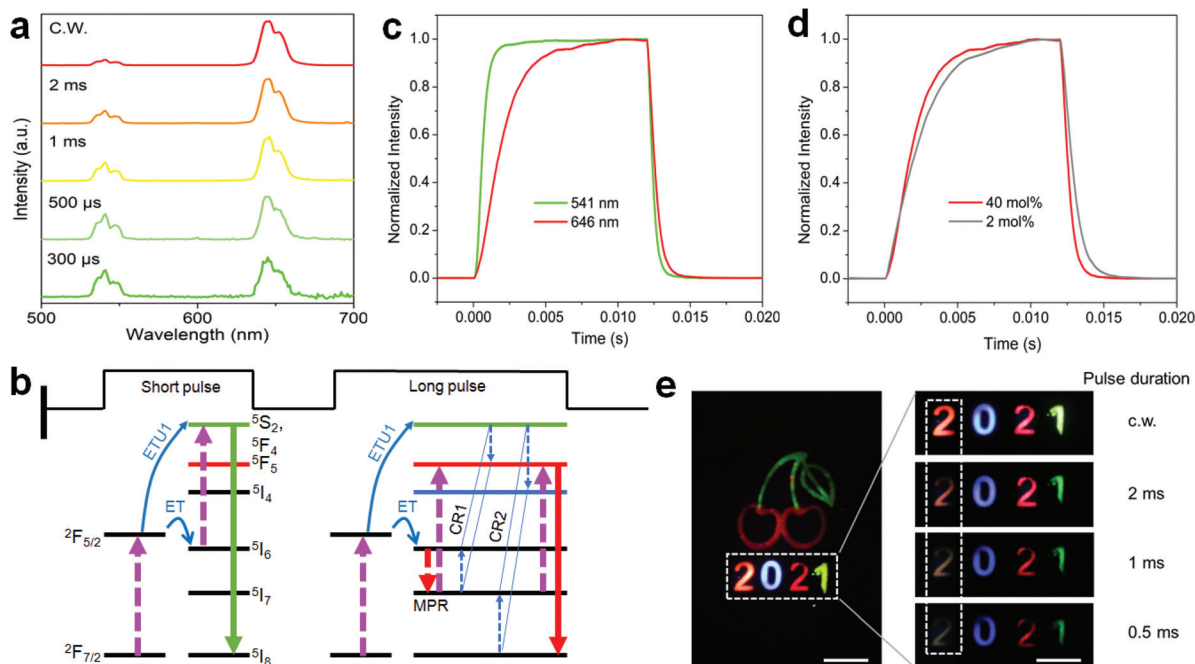 a
C.W.
2 ms
1 ms
500 µs
300 µs
Intensity (a.u.)
500 600 700
Wavelength (nm)
c
Normalized Intensity
1.0
0.8
0.6
0.4
0.2
0.0
541 nm
646 nm
0.000 0.005 0.010 0.015 0.020
Time (s)
d
Normalized Intensity
1.0
0.8
0.6
0.4
0.2
0.0
40 mol%
2 mol%
0.000 0.005 0.010 0.015 0.020
Time (s)
b
Short pulse
Long pulse
ETU1
ET
⁵S₂,
⁵F₄
⁵F₅
⁵I₄
⁵I₆
⁵I₇
⁵I₈
²F₅/₂
²F₇/₂
ETU1
ET
CR1
CR2
MPR
e
2021
Pulse duration
2021 c.w.
2021 2 ms
2021 1 ms
2021 0.5 ms